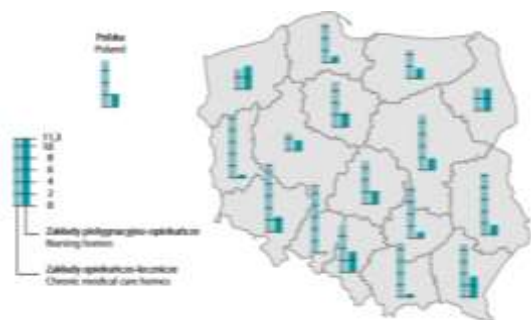 Polska
Poland
11,3
10
8
6
4
2
0
Zakłady pielęgnacyjno-opiekuńcze
Nursing homes
Zakłady opiekuńczo-lecznicze
Chronic medical care homes